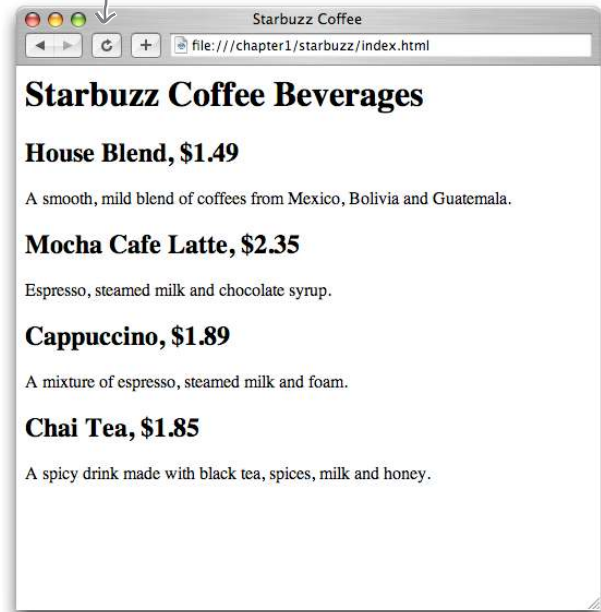 Starbuzz Coffee
file:///chapter1/starbuzz/index.html
Starbuzz Coffee Beverages
House Blend, $1.49
A smooth, mild blend of coffees from Mexico, Bolivia and Guatemala.
Mocha Cafe Latte, $2.35
Espresso, steamed milk and chocolate syrup.
Cappuccino, $1.89
A mixture of espresso, steamed milk and foam.
Chai Tea, $1.85
A spicy drink made with black tea, spices, milk and honey.